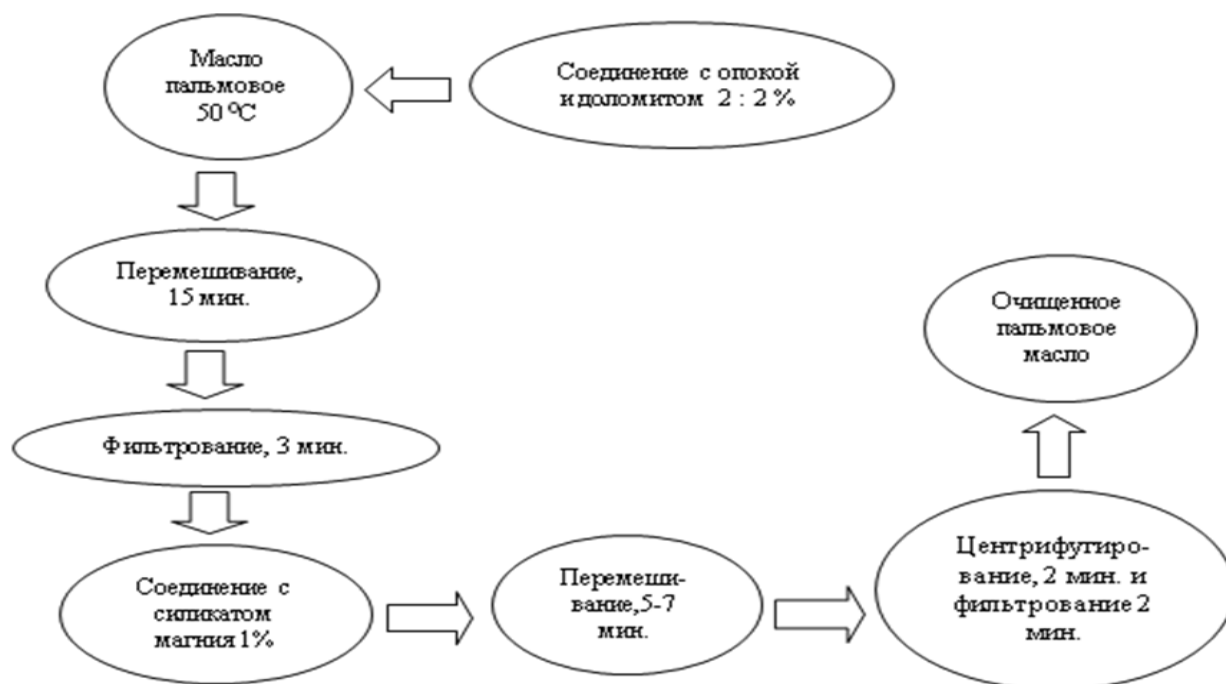 Масло
пальмовое
50 ⁰С
Соединение с опокой
и доломитом 2 : 2 %
Перемешивание,
15 мин.
Фильтрование, 3 мин.
Соединение с
силикатом
магния 1%
Перемеши-
вание,5-7
мин.
Центрифутиро-
вание, 2 мин. и
фильтрование 2
мин.
Очищенное
пальмовое
масло